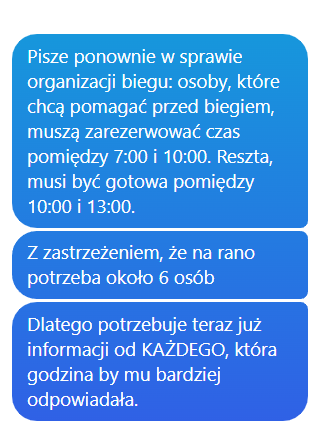 Pisze ponownie w sprawie
organizacji biegu: osoby, które
chcą pomagać przed biegiem,
muszą zarezerwować czas
pomiędzy 7:00 i 10:00. Reszta,
musi być gotowa pomiędzy
10:00 i 13:00.
Z zastrzeżeniem, że na rano
potrzeba około 6 osób
Dlatego potrzebuje teraz już
informacji od KAŻDEGO, która
godzina by mu bardziej
odpowiadała.